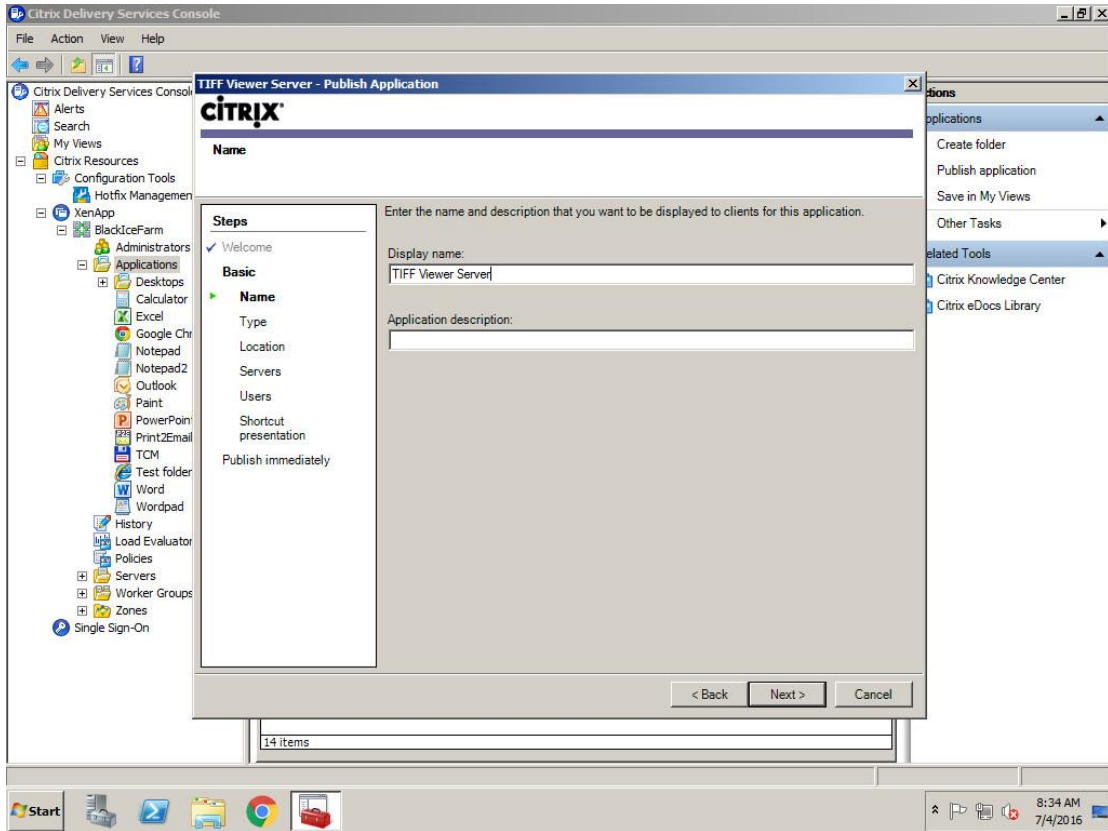 Citrix Delivery Services Console
File Action View Help
Citrix Delivery Services Consol
Alerts
Search
My Views
Citrix Resources
Configuration Tools
Hotfix Managemen
XenApp
BlackIceFarm
Administrators
Applications
Desktops
Calculator
Excel
Google Chr
Notepad
Notepad2
Outlook
Paint
PowerPoin
Print2Email
TCM
Test folder
Word
Wordpad
History
Load Evaluator
Policies
Servers
Worker Groups
Zones
Single Sign-On
TIFF Viewer Server - Publish Application
CITRIX
Name
Steps
Welcome
Basic
Name
Type
Location
Servers
Users
Shortcut
presentation
Publish immediately
Enter the name and description that you want to be displayed to clients for this application.
Display name:
TIFF Viewer Server
Application description:
< Back Next > Cancel
14 items
ctions
pplications
Create folder
Publish application
Save in My Views
Other Tasks
elated Tools
Citrix Knowledge Center
Citrix eDocs Library
Start
8:34 AM
7/4/2016